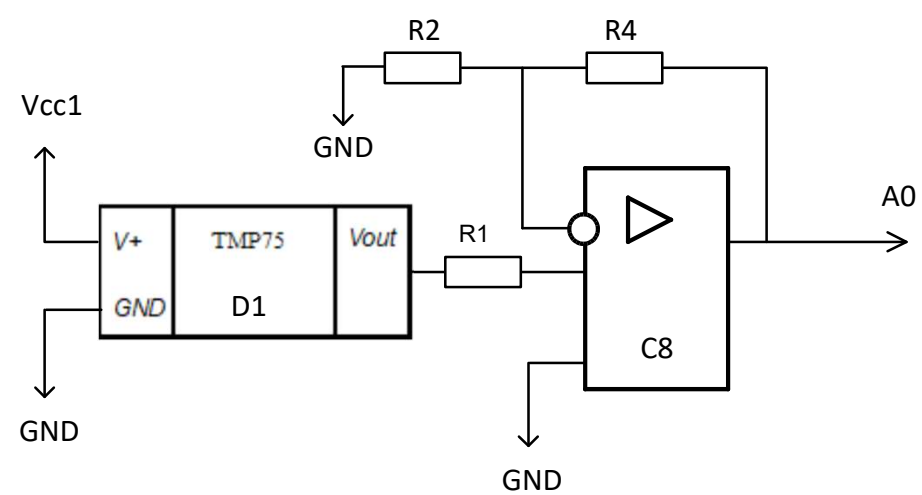 R2
R4
Vcc1
GND
A0
V+
TMP75
Vout
R1
GND
D1
C8
GND
GND